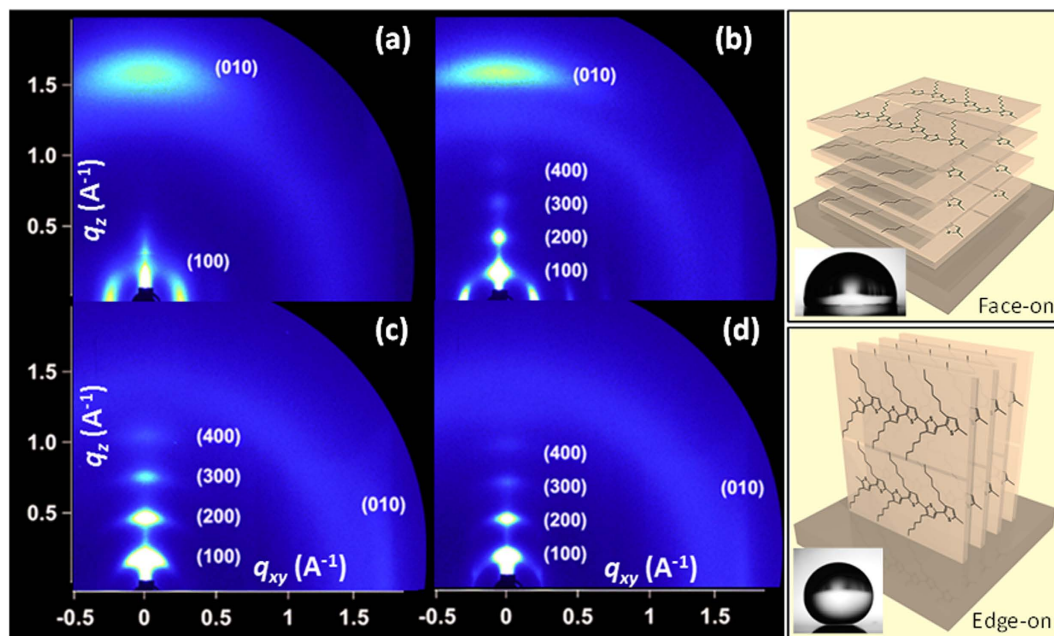 (a)
(010)
1.5
1.0
0.5
q_z (A^-1)
(100)
(b)
(010)
(400)
(300)
(200)
(100)
Face-on
(c)
1.5
1.0
0.5
q_z (A^-1)
(400)
(300)
(200)
(100)
q_xy (A^-1)
-0.5 0 0.5 1 1.5
(010)
(d)
(400)
(300)
(200)
(100)
(010)
q_xy (A^-1)
-0.5 0 0.5 1 1.5
Edge-on